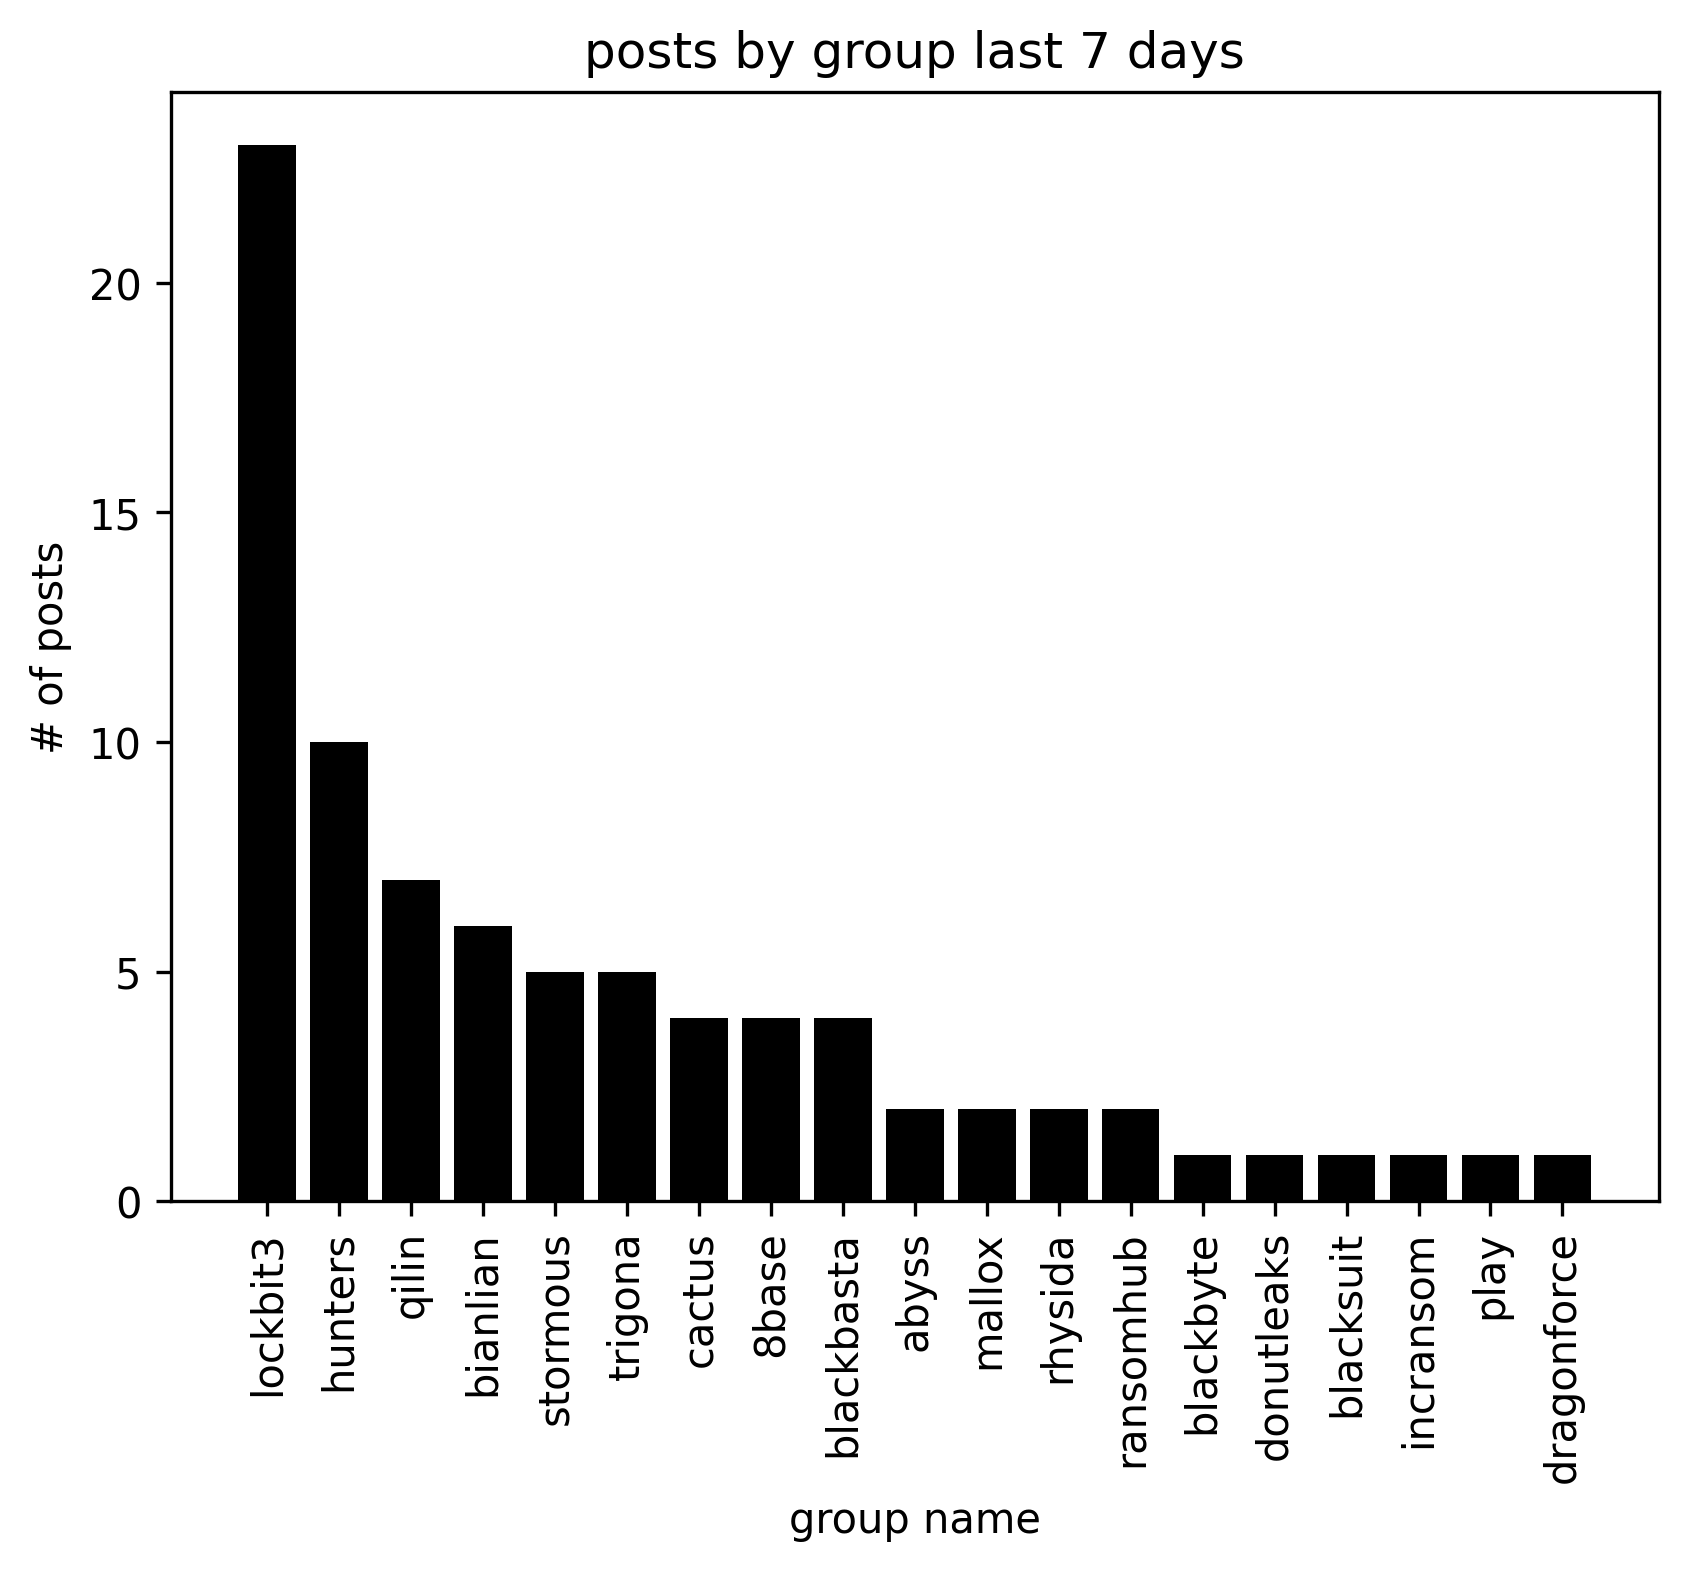 posts by group last 7 days
# of posts
20
15
10
5
0
lockbit3
hunters
qilin
bianlian
stormous
trigona
cactus
8base
blackbasta
abyss
mallox
rhysida
ransomhub
blackbyte
donutleaks
blacksuit
incransom
play
dragonforce
group name